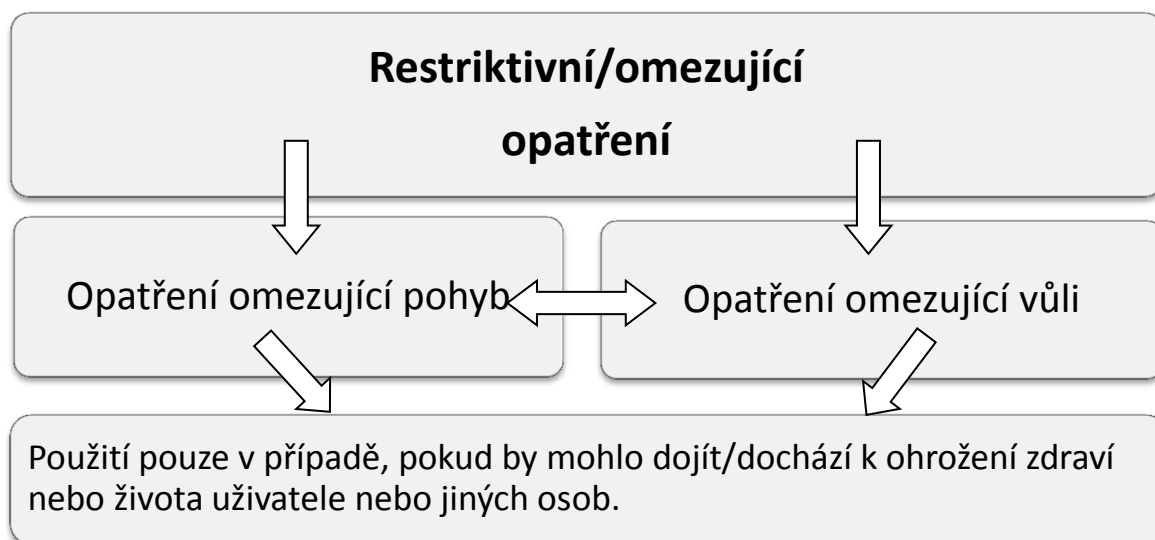 Restriktivní/omezující
opatření
Opatření omezující pohyb
Opatření omezující vůli
Použití pouze v případě, pokud by mohlo dojít/dochází k ohrožení zdraví
nebo života uživatele nebo jiných osob.